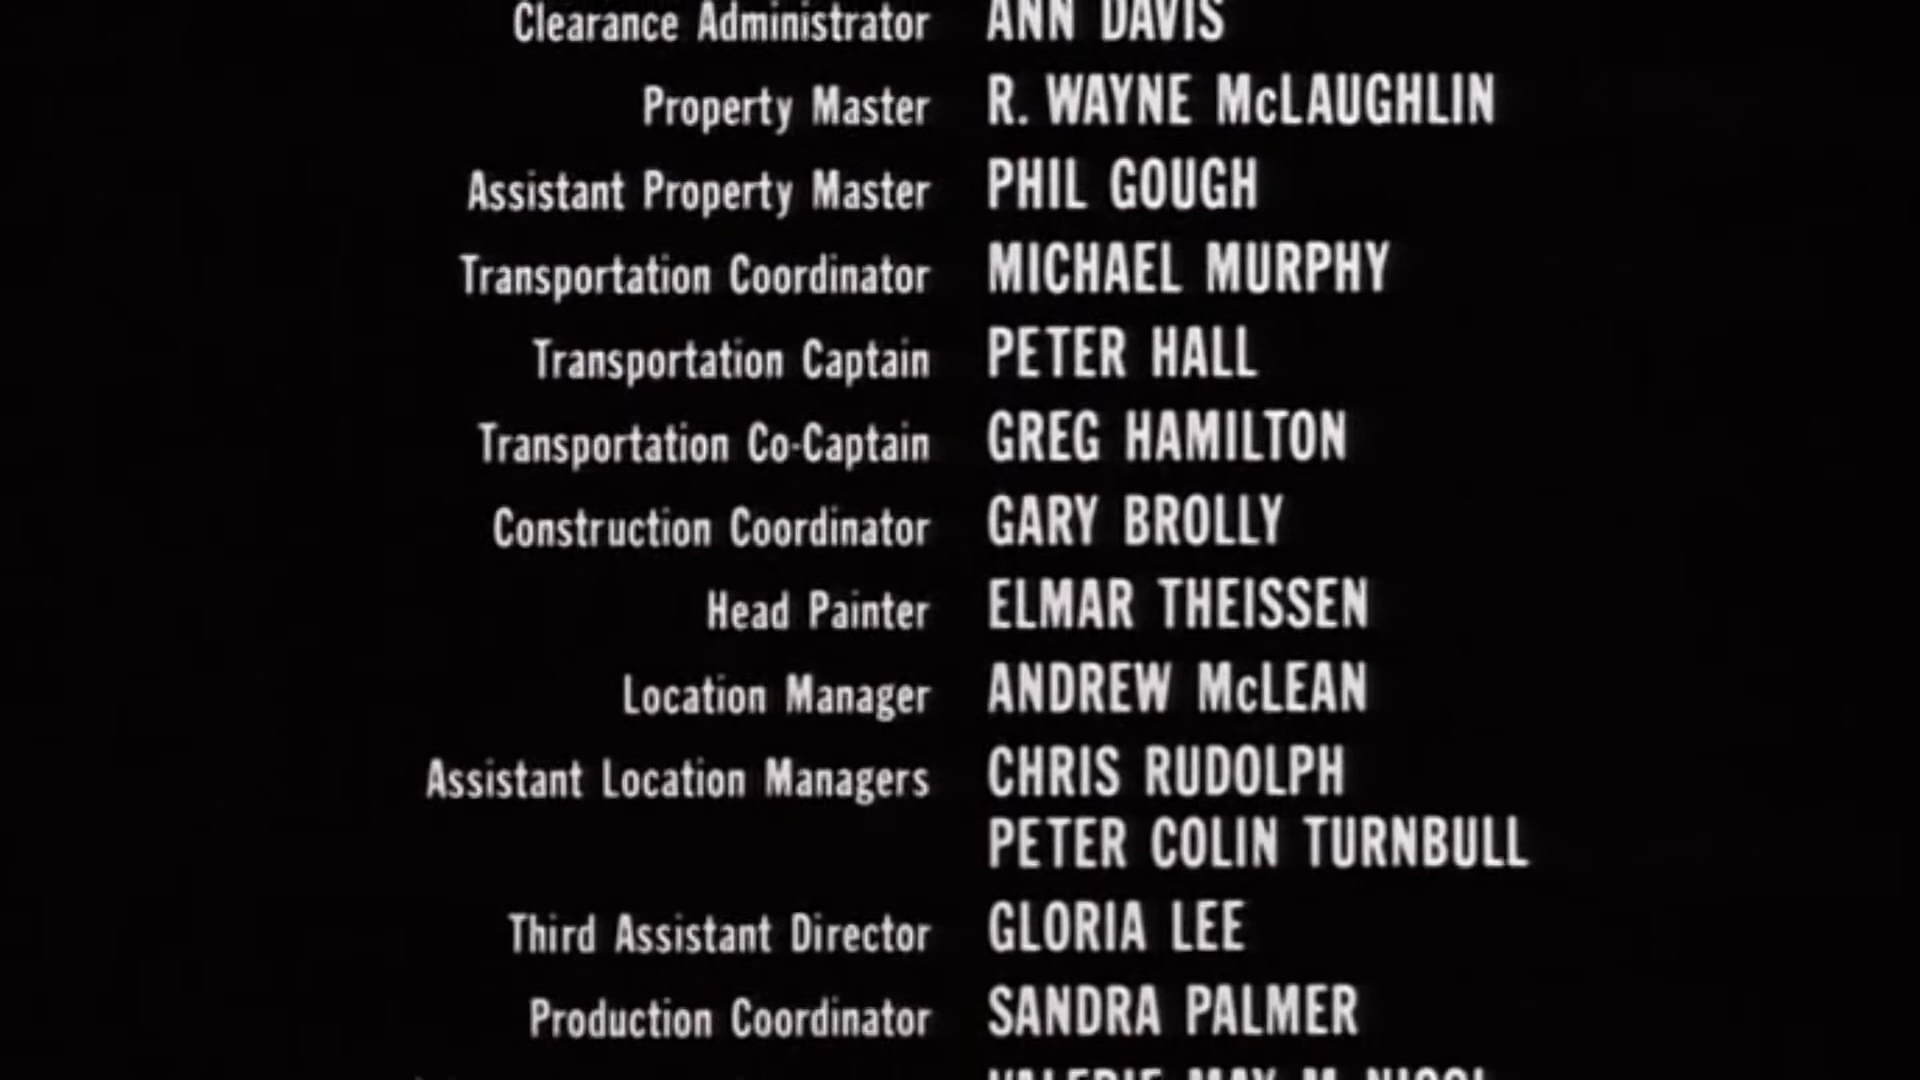 Clearance Administrator ANN DAVIS
Property Master R. WAYNE McLAUGHLIN
Assistant Property Master PHIL GOUGH
Transportation Coordinator MICHAEL MURPHY
Transportation Captain PETER HALL
Transportation Co-Captain GREG HAMILTON
Construction Coordinator GARY BROLLY
Head Painter ELMAR THEISSEN
Location Manager ANDREW McLEAN
Assistant Location Managers CHRIS RUDOLPH
PETER COLIN TURNBULL
Third Assistant Director GLORIA LEE
Production Coordinator SANDRA PALMER